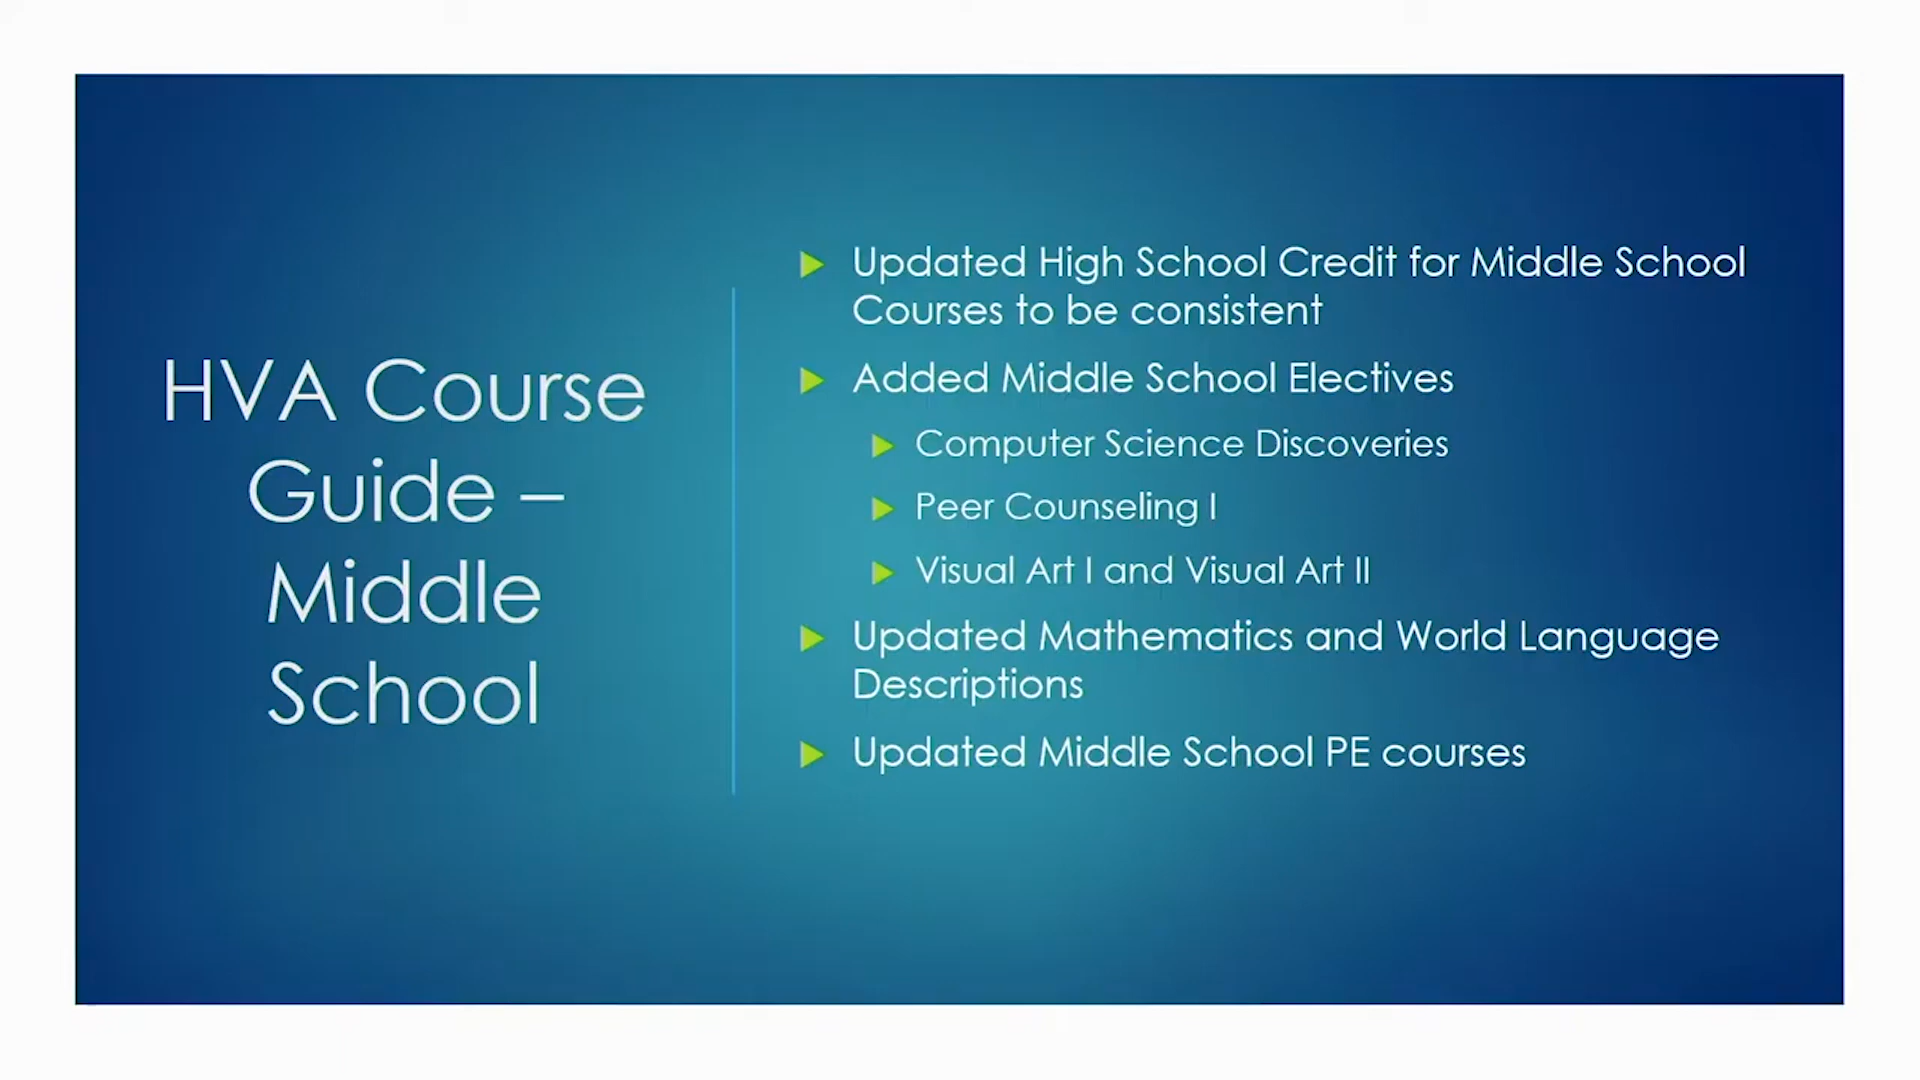 HVA Course
Guide –
Middle
School
Updated High School Credit for Middle School
Courses to be consistent
Added Middle School Electives
Computer Science Discoveries
Peer Counseling I
Visual Art I and Visual Art II
Updated Mathematics and World Language
Descriptions
Updated Middle School PE courses